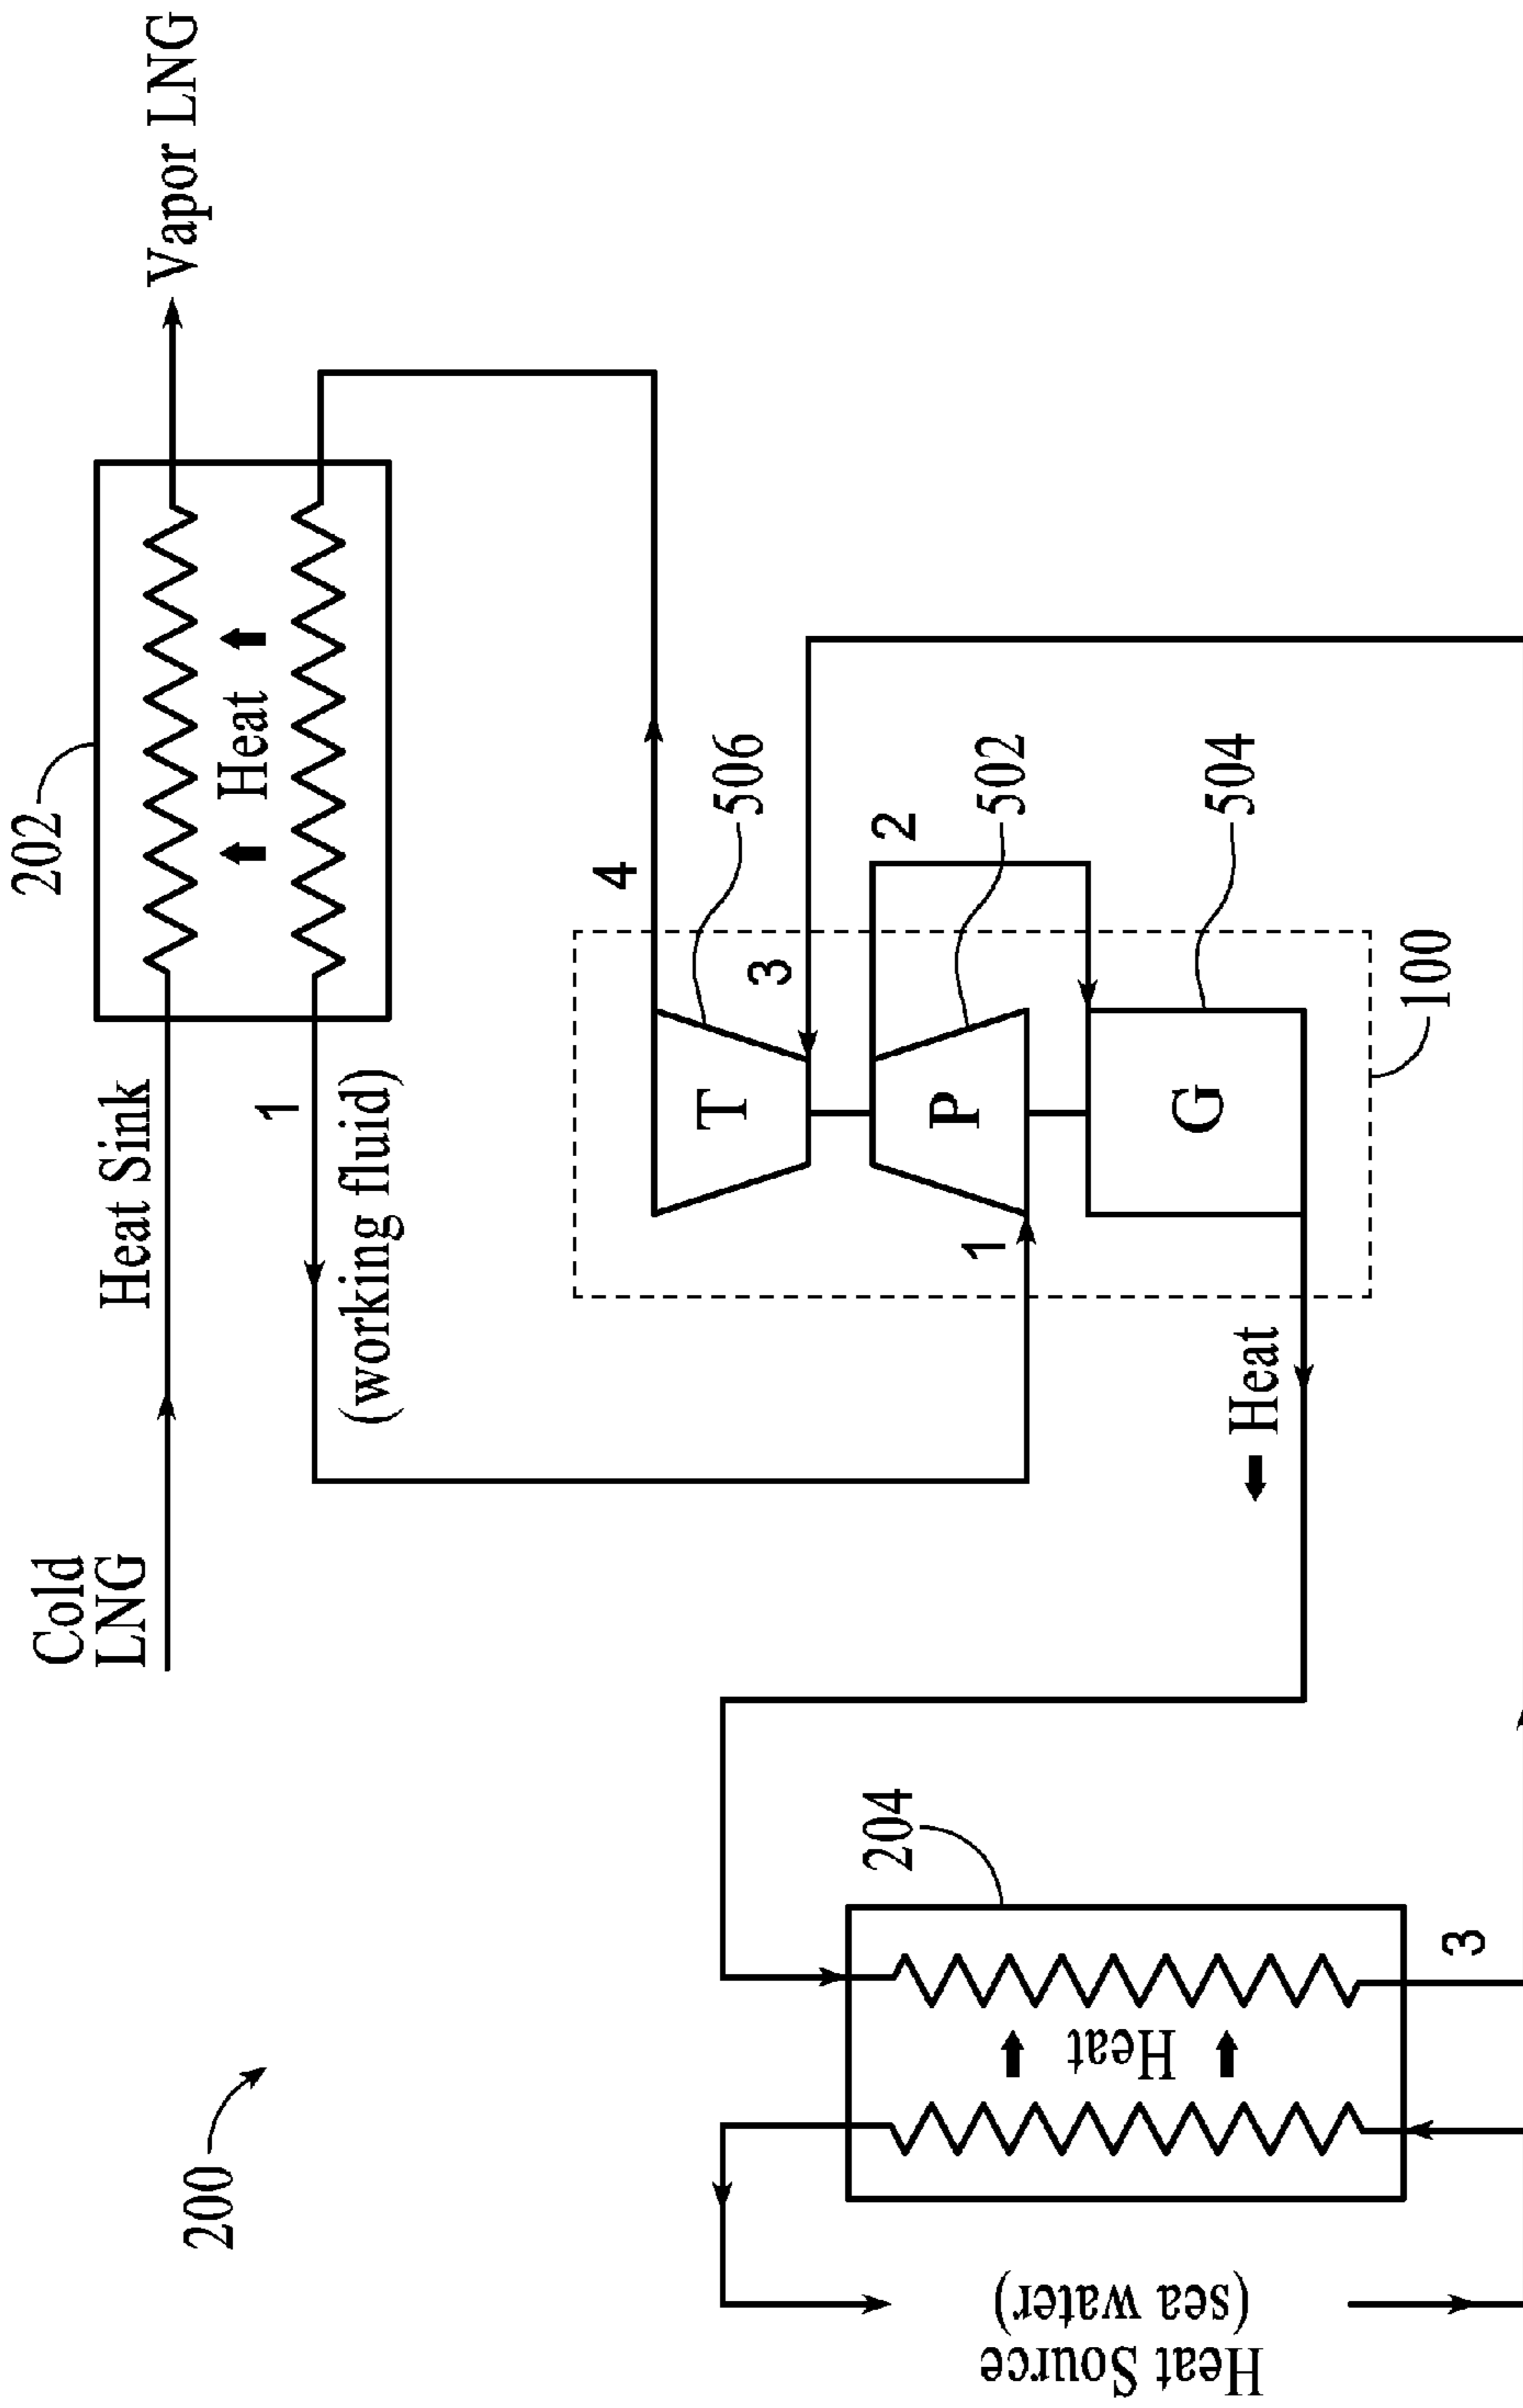 200
Cold
LNG
Heat Sink
202
Vapor LNG
Heat
1
(working fluid)
4
T
3
506
2
P
1
502
G
504
100
Heat
204
Heat
3
Heat Source
(sea water)